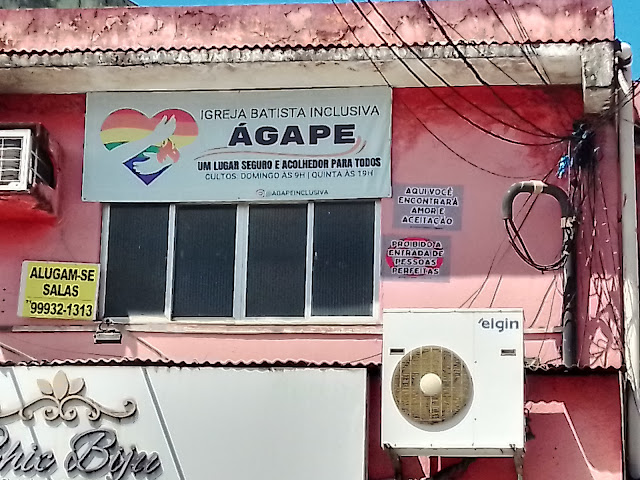 IGREJA BATISTA INCLUSIVA
ÁGAPE
UM LUGAR SEGURO E ACOLHEDOR PARA TODOS
CULTOS: DOMINGO ÀS 9H | QUINTA ÀS 19H
@AGAPEINCLUSIVA
AQUI VOCÊ
ENCONTRARÁ
AMOR E
ACEITAÇÃO
PROIBIDO A
ENTRADA DE
PESSOAS
PERFEITAS
ALUGAM-SE
SALAS
99932-1313
elgin
Chic Biju